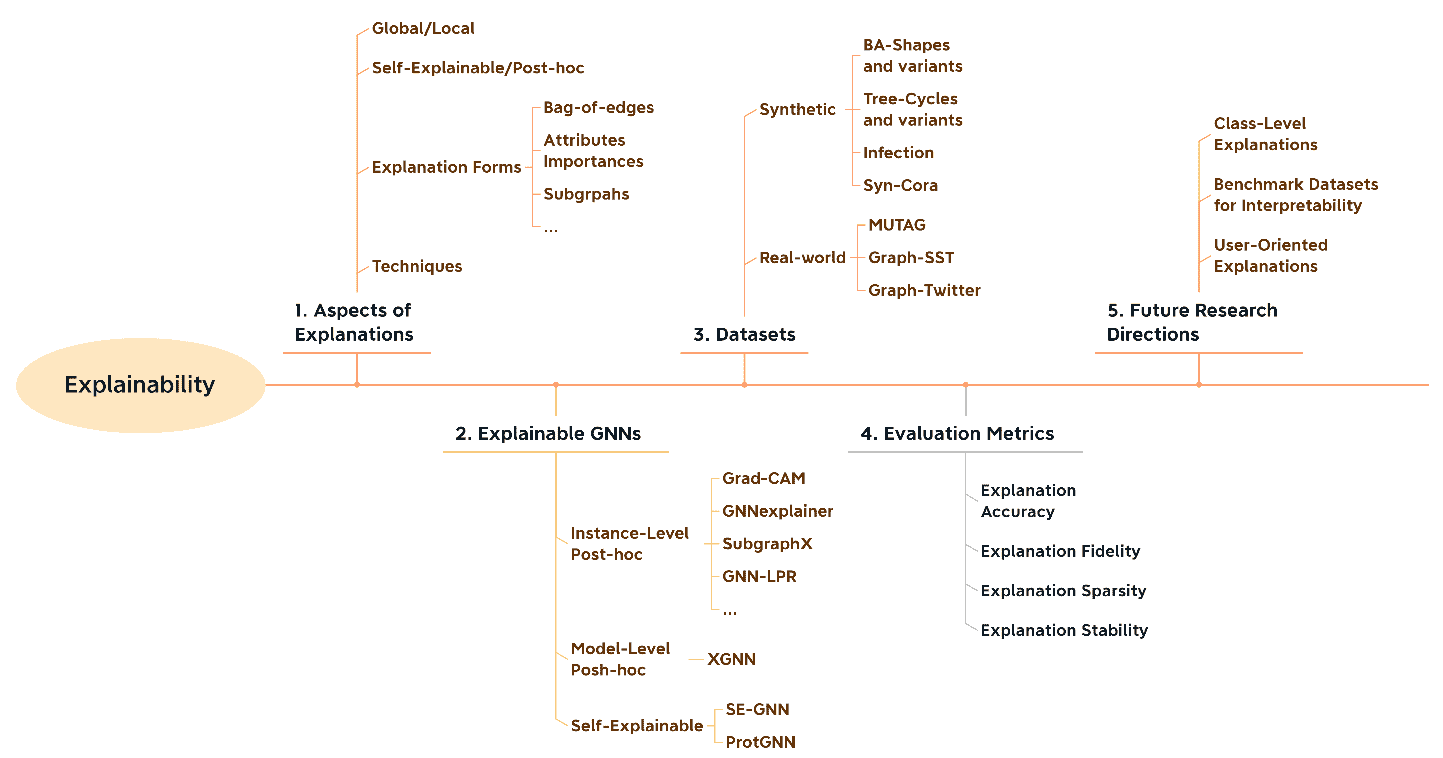 Explainability
1. Aspects of
Explanations
Global/Local
Self-Explainable/Post-hoc
Explanation Forms
Bag-of-edges
Attributes
Importances
Subgrpahs
...
Techniques
2. Explainable GNNs
Instance-Level
Post-hoc
Grad-CAM
GNNexplainer
SubgraphX
GNN-LPR
...
Model-Level
Posh-hoc
XGNN
Self-Explainable
SE-GNN
ProtGNN
3. Datasets
Synthetic
BA-Shapes
and variants
Tree-Cycles
and variants
Infection
Syn-Cora
Real-world
MUTAG
Graph-SST
Graph-Twitter
4. Evaluation Metrics
Explanation
Accuracy
Explanation Fidelity
Explanation Sparsity
Explanation Stability
5. Future Research
Directions
Class-Level
Explanations
Benchmark Datasets
for Interpretability
User-Oriented
Explanations